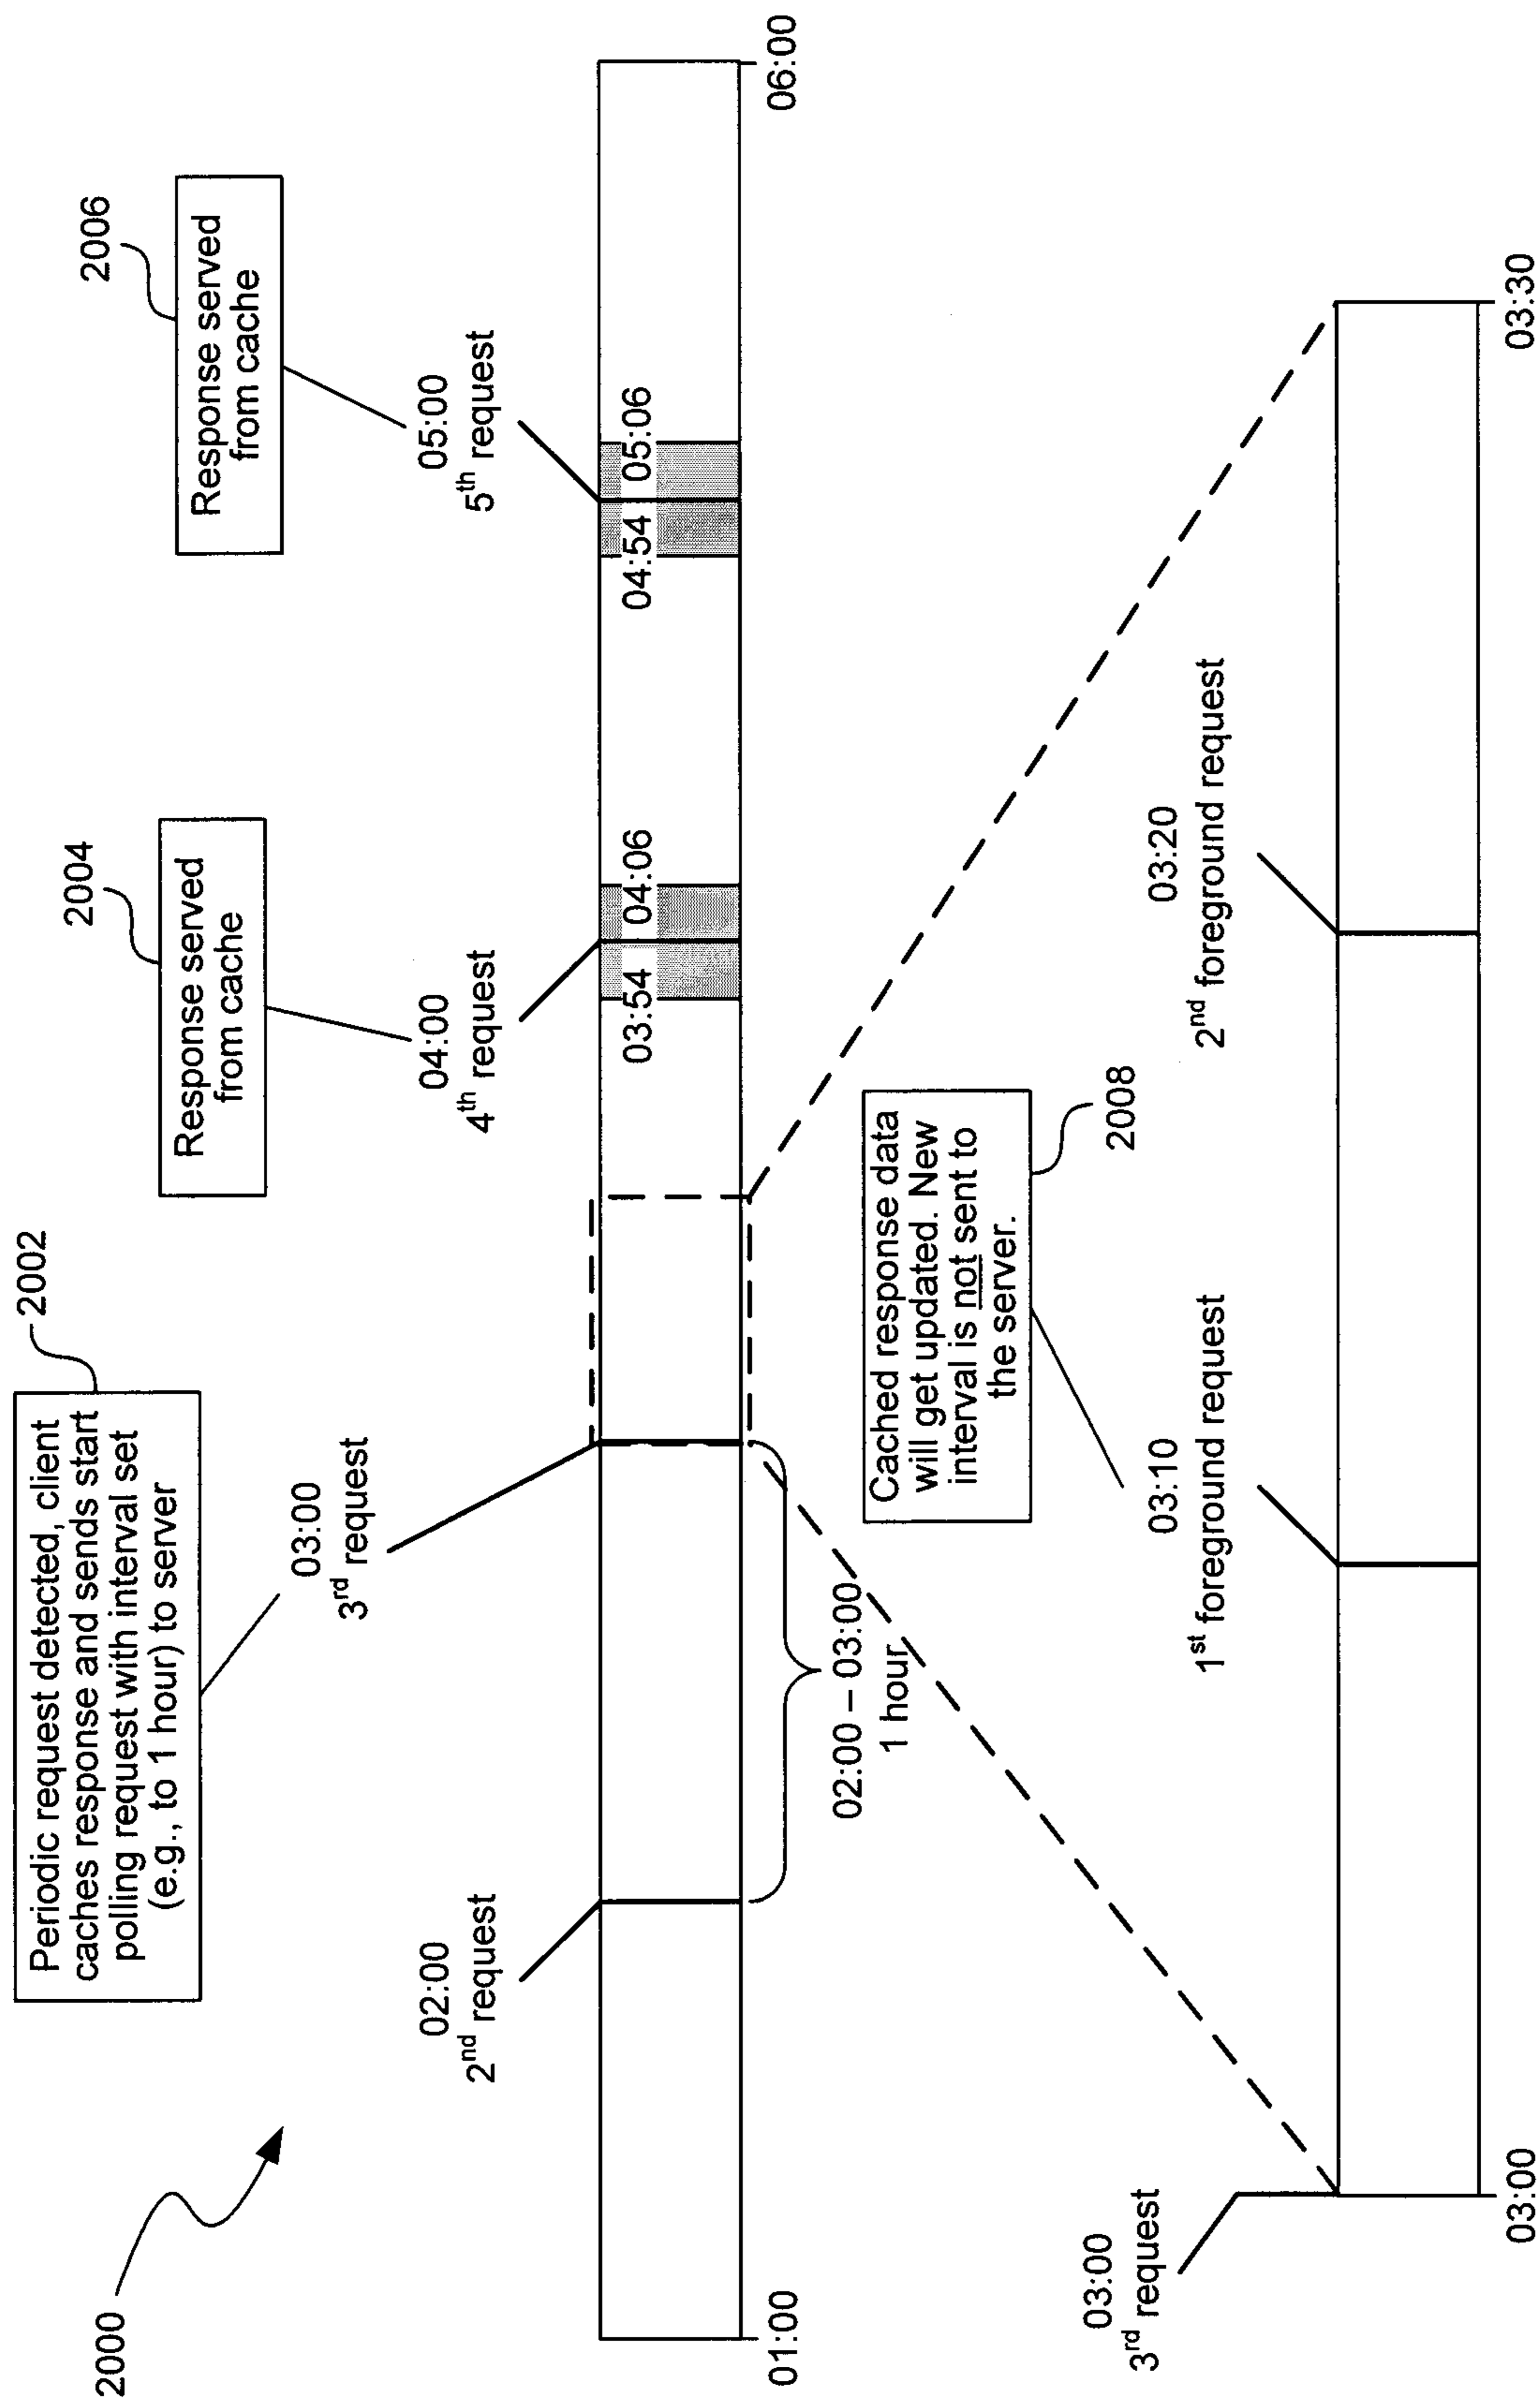 2000
2002
Periodic request detected, client
caches response and sends start
polling request with interval set
(e.g., to 1 hour) to server
2004
Response served
from cache
2006
Response served
from cache
02:00
2nd request
03:00
3rd request
04:00
4th request
05:00
5th request
03:54 04:06
04:54 05:06
01:00
06:00
02:00 – 03:00
1 hour
Cached response data
will get updated. New
interval is not sent to
the server.
2008
03:00
3rd request
03:10
1st foreground request
03:20
2nd foreground request
03:00
03:30